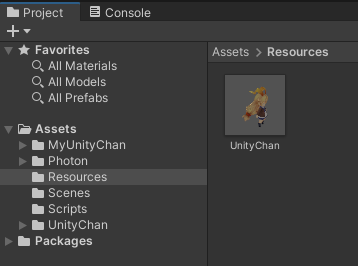 Project
Console
Favorites
All Materials
All Models
All Prefabs
Assets
MyUnityChan
Photon
Resources
Scenes
Scripts
UnityChan
Packages
Assets > Resources
UnityChan